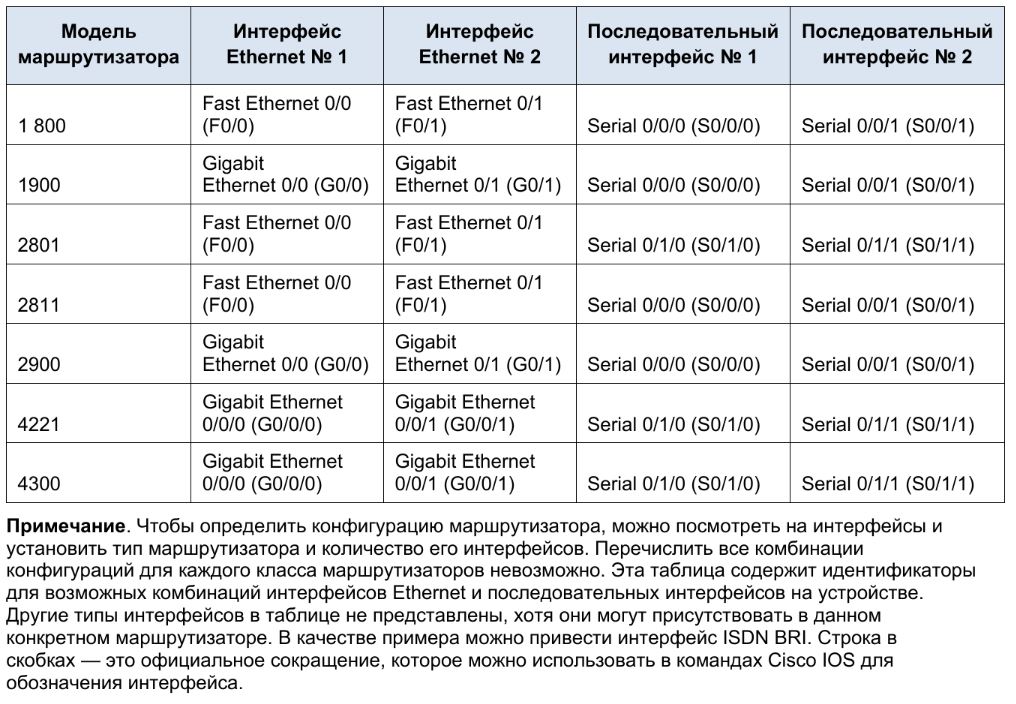 Модель
маршрутизатора
Интерфейс
Ethernet № 1
Интерфейс
Ethernet № 2
Последовательный
интерфейс № 1
Последовательный
интерфейс № 2
1 800
Fast Ethernet 0/0
(F0/0)
Fast Ethernet 0/1
(F0/1)
Serial 0/0/0 (S0/0/0)
Serial 0/0/1 (S0/0/1)
1900
Gigabit
Ethernet 0/0 (G0/0)
Gigabit
Ethernet 0/1 (G0/1)
Serial 0/0/0 (S0/0/0)
Serial 0/0/1 (S0/0/1)
2801
Fast Ethernet 0/0
(F0/0)
Fast Ethernet 0/1
(F0/1)
Serial 0/1/0 (S0/1/0)
Serial 0/1/1 (S0/1/1)
2811
Fast Ethernet 0/0
(F0/0)
Fast Ethernet 0/1
(F0/1)
Serial 0/0/0 (S0/0/0)
Serial 0/0/1 (S0/0/1)
2900
Gigabit
Ethernet 0/0 (G0/0)
Gigabit
Ethernet 0/1 (G0/1)
Serial 0/0/0 (S0/0/0)
Serial 0/0/1 (S0/0/1)
4221
Gigabit Ethernet
0/0/0 (G0/0/0)
Gigabit Ethernet
0/0/1 (G0/0/1)
Serial 0/1/0 (S0/1/0)
Serial 0/1/1 (S0/1/1)
4300
Gigabit Ethernet
0/0/0 (G0/0/0)
Gigabit Ethernet
0/0/1 (G0/0/1)
Serial 0/1/0 (S0/1/0)
Serial 0/1/1 (S0/1/1)
Примечание. Чтобы определить конфигурацию маршрутизатора, можно посмотреть на интерфейсы и
установить тип маршрутизатора и количество его интерфейсов. Перечислить все комбинации
конфигураций для каждого класса маршрутизаторов невозможно. Эта таблица содержит идентификаторы
для возможных комбинаций интерфейсов Ethernet и последовательных интерфейсов на устройстве.
Другие типы интерфейсов в таблице не представлены, хотя они могут присутствовать в данном
конкретном маршрутизаторе. В качестве примера можно привести интерфейс ISDN BRI. Строка в
скобках — это официальное сокращение, которое можно использовать в командах Cisco IOS для
обозначения интерфейса.